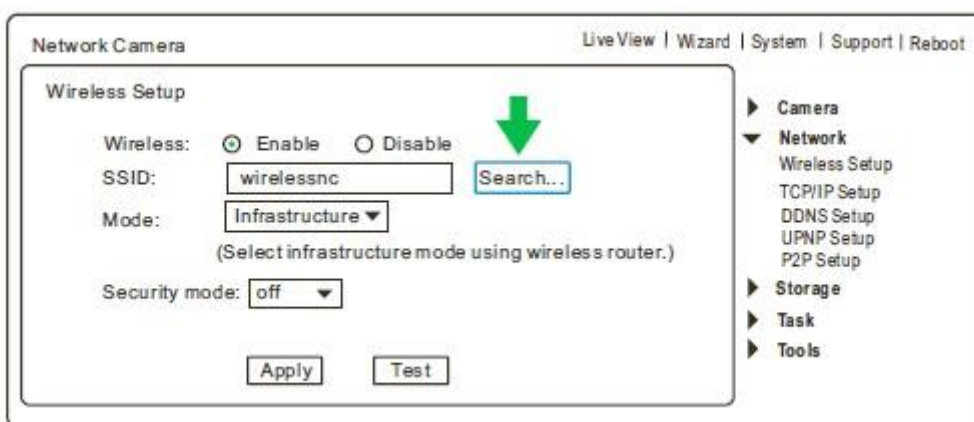 Network Camera
Live View | Wizard | System | Support | Reboot
Wireless Setup
Wireless: Enable Disable
SSID: wirelessnc Search...
Mode: Infrastructure
(Select infrastructure mode using wireless router.)
Security mode: off
Apply Test
Camera
Network
Wireless Setup
TCP/IP Setup
DDNS Setup
UPNP Setup
P2P Setup
Storage
Task
Tools